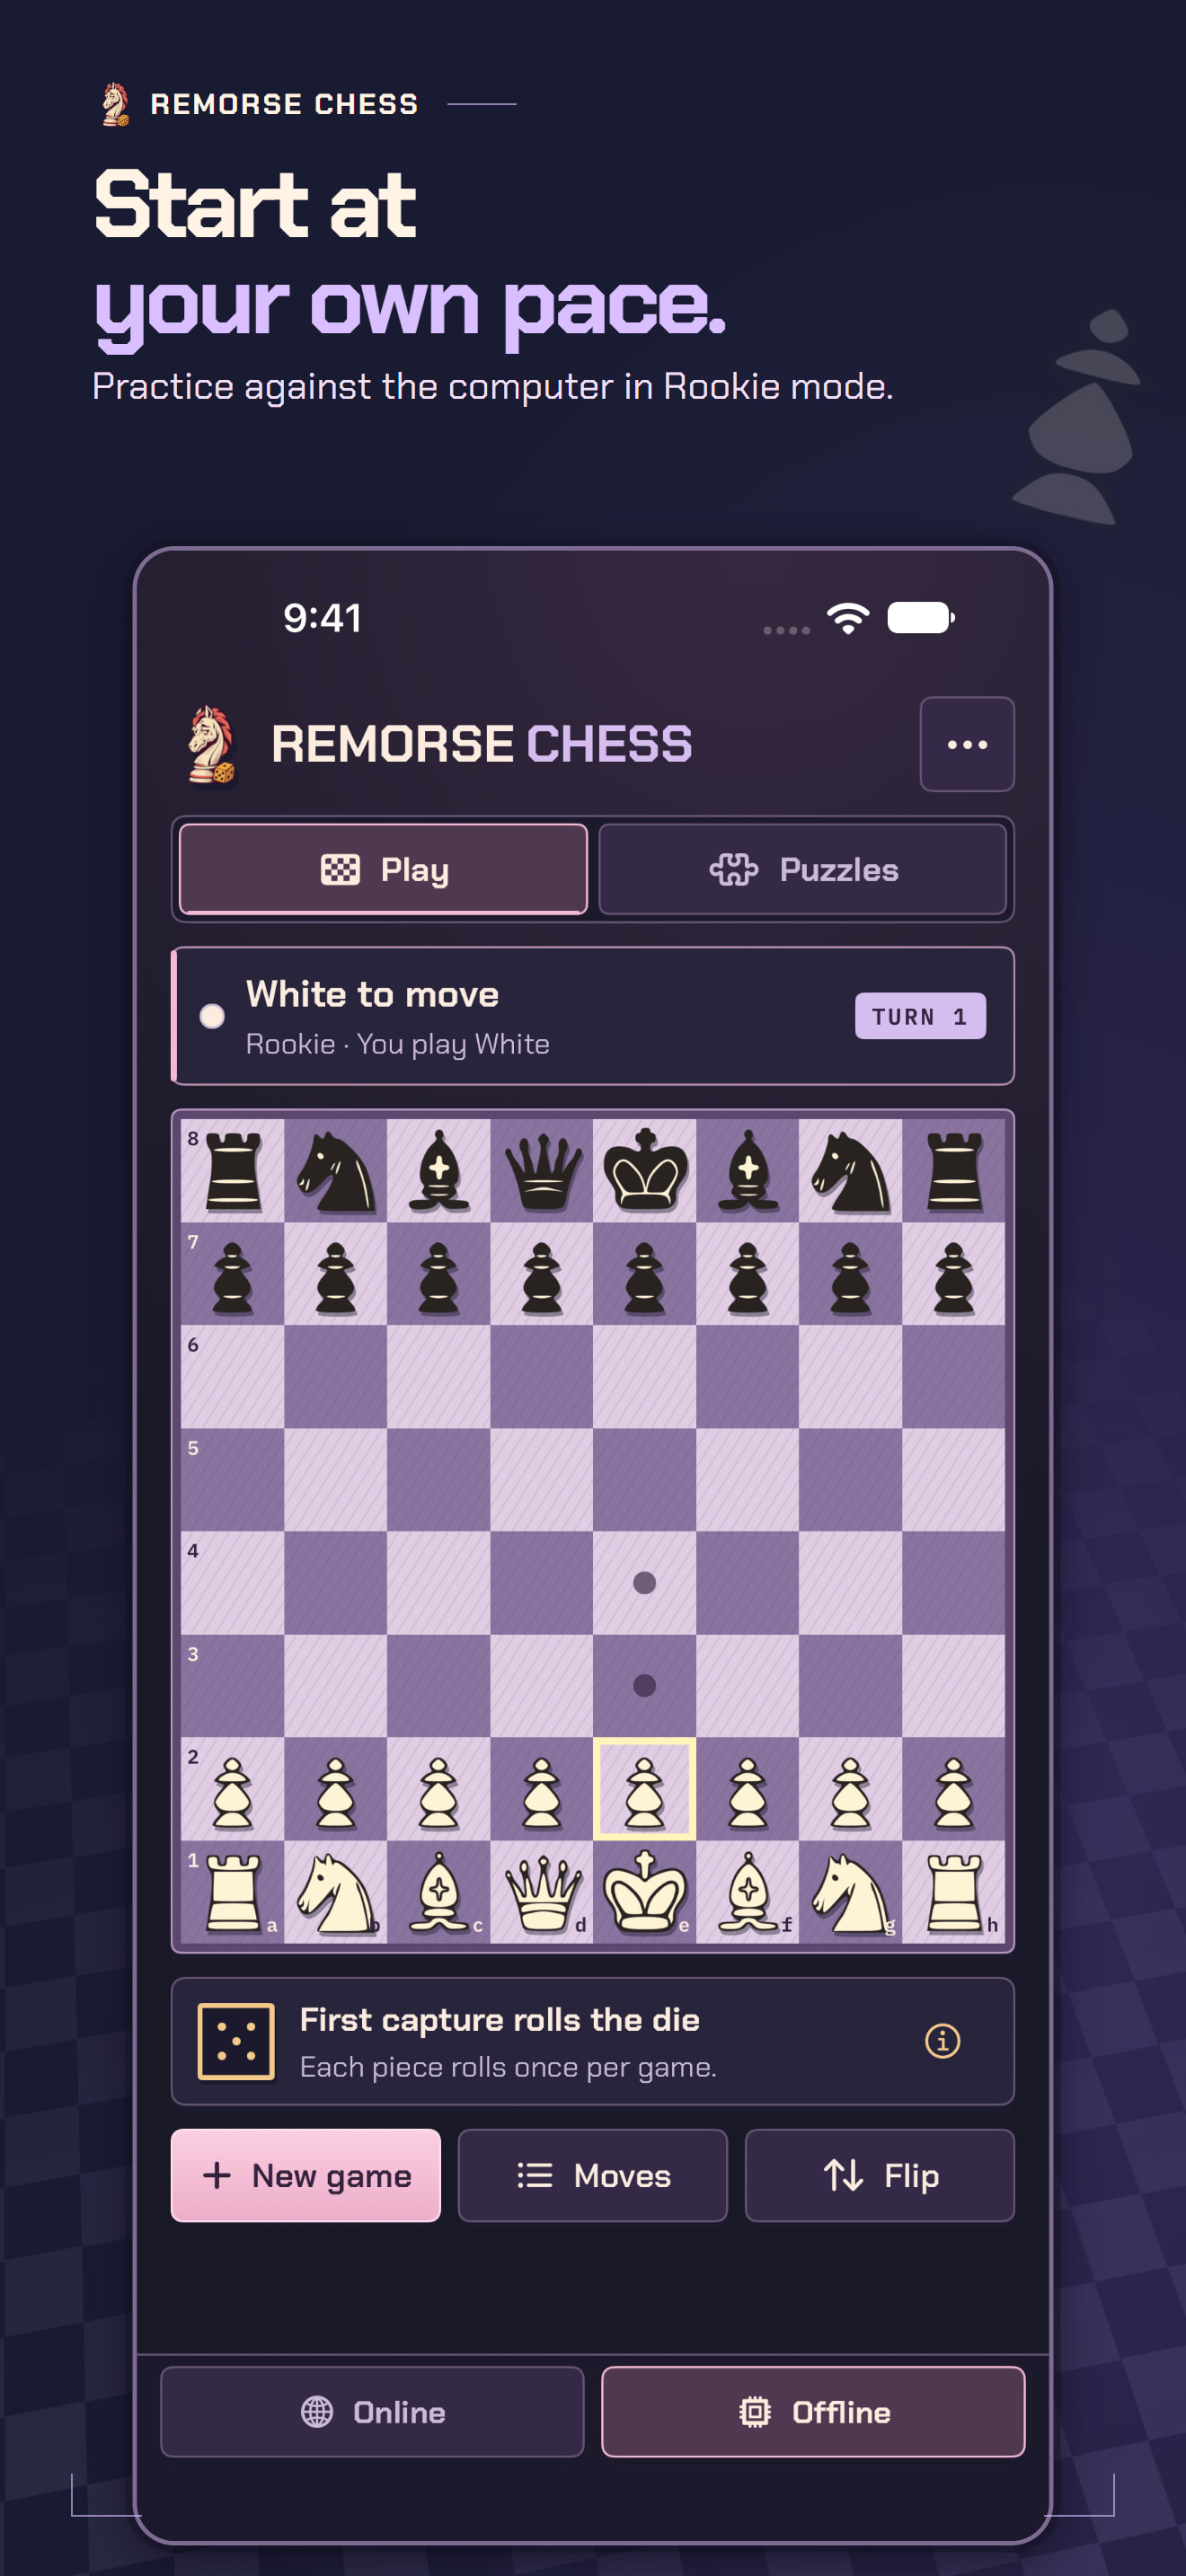 REMORSE CHESS
Start at
your own pace.
Practice against the computer in Rookie mode.
9:41
REMORSE CHESS
Play
Puzzles
White to move
Rookie · You play White
TURN 1
8
7
6
5
4
3
2
1
a b c d e f g h
First capture rolls the die
Each piece rolls once per game.
New game
Moves
Flip
Online
Offline